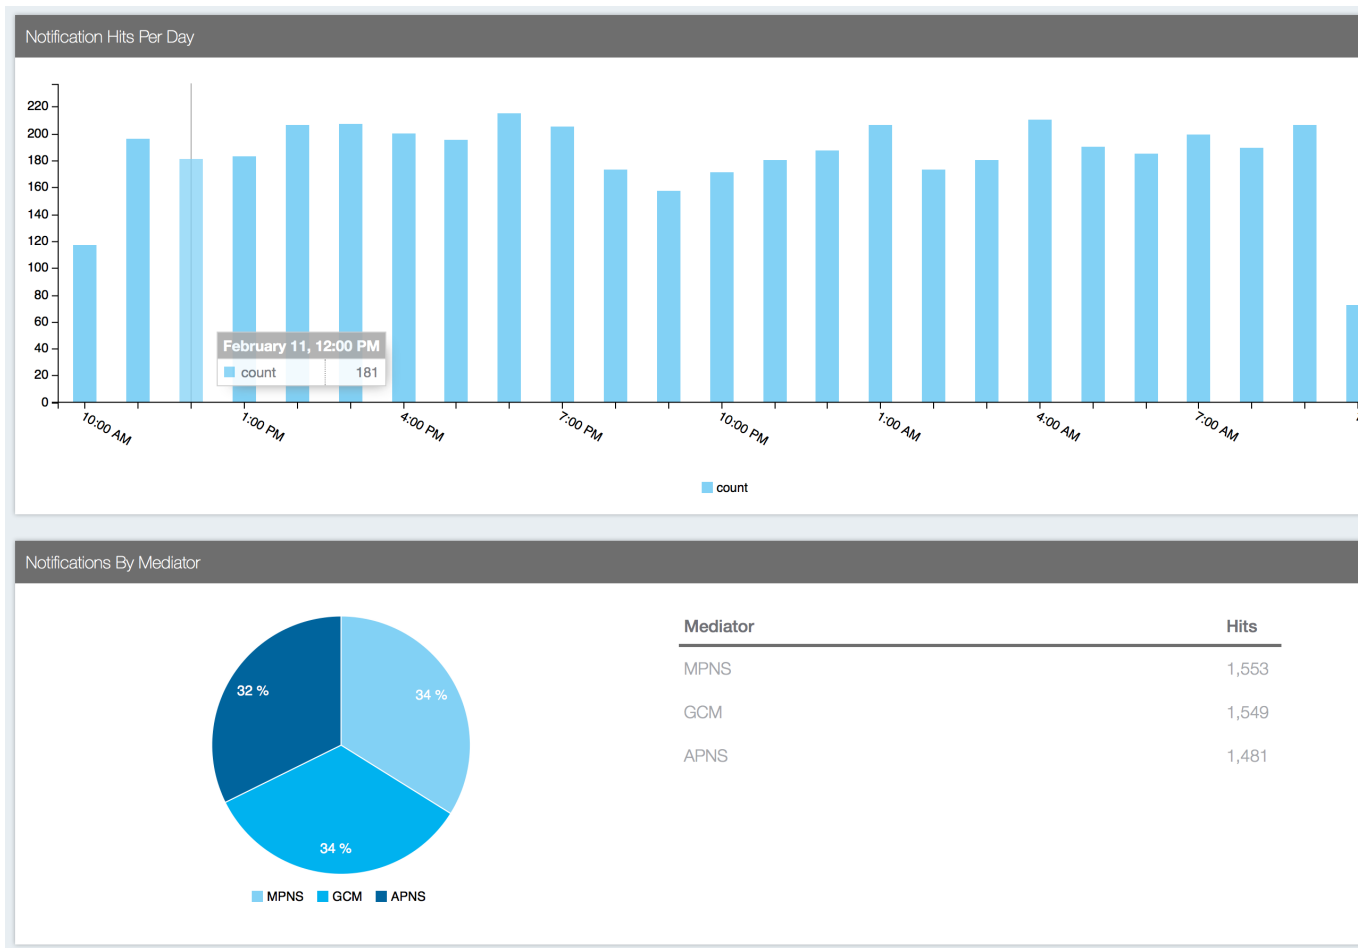 Notification Hits Per Day
220
200
180
160
140
120
100
80
60
40
20
0
February 11, 12:00 PM
count 181
10:00 AM 1:00 PM 4:00 PM 7:00 PM 10:00 PM 1:00 AM 4:00 AM 7:00 AM
count
Notifications By Mediator
Mediator Hits
MPNS 1,553
GCM 1,549
APNS 1,481
32 % 34 %
34 %
MPNS GCM APNS